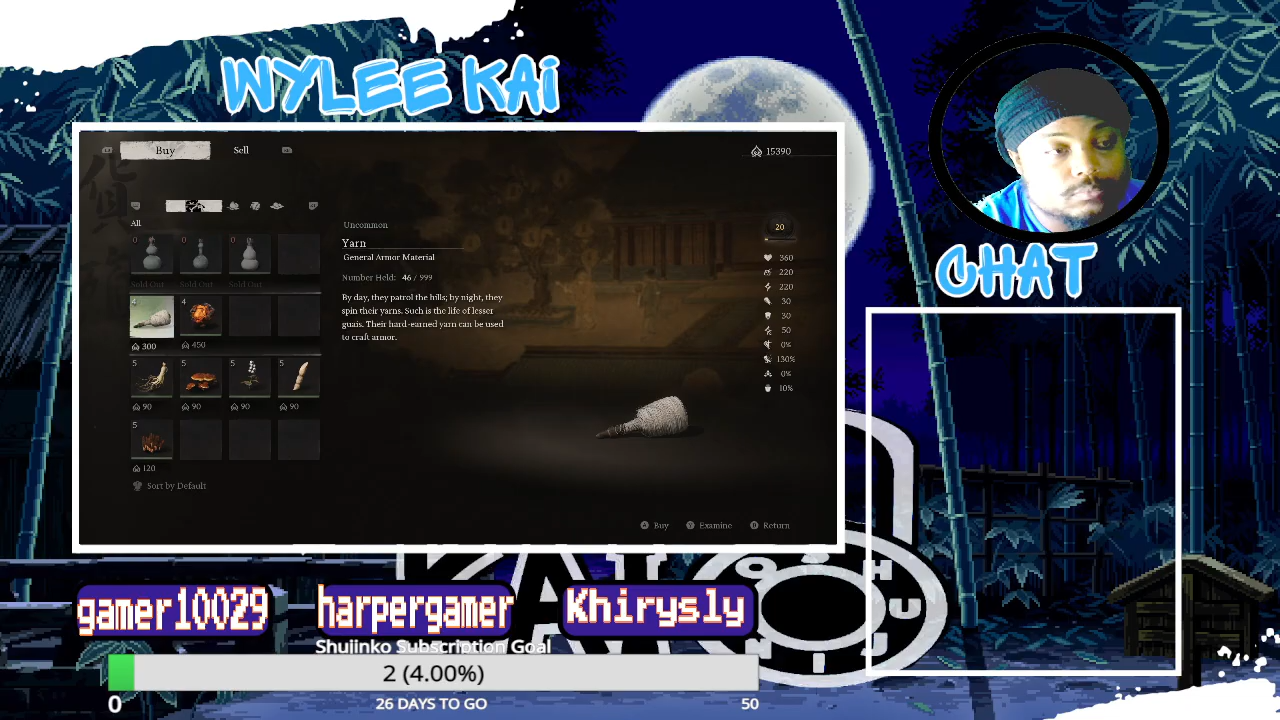 WYLEE KAi
Buy
Sell
15390
All
0
0
0
Sold Out
Sold Out
Sold Out
4
4
300
450
5
5
5
5
90
90
90
90
5
120
Sort by Default
Uncommon
Yarn
General Armor Material
Number Held: 46 / 999
By day, they patrol the hills; by night, they
spin their yarns. Such is the life of lesser
guais. Their hard-earned yarn can be used
to craft armor.
20
360
220
220
30
30
50
0%
130%
0%
10%
Buy
Examine
Return
CHAT
KAI
gamer10029
harpergamer
Khirysly
Shuiinko Subscription Goal
2 (4.00%)
0
26 DAYS TO GO
50